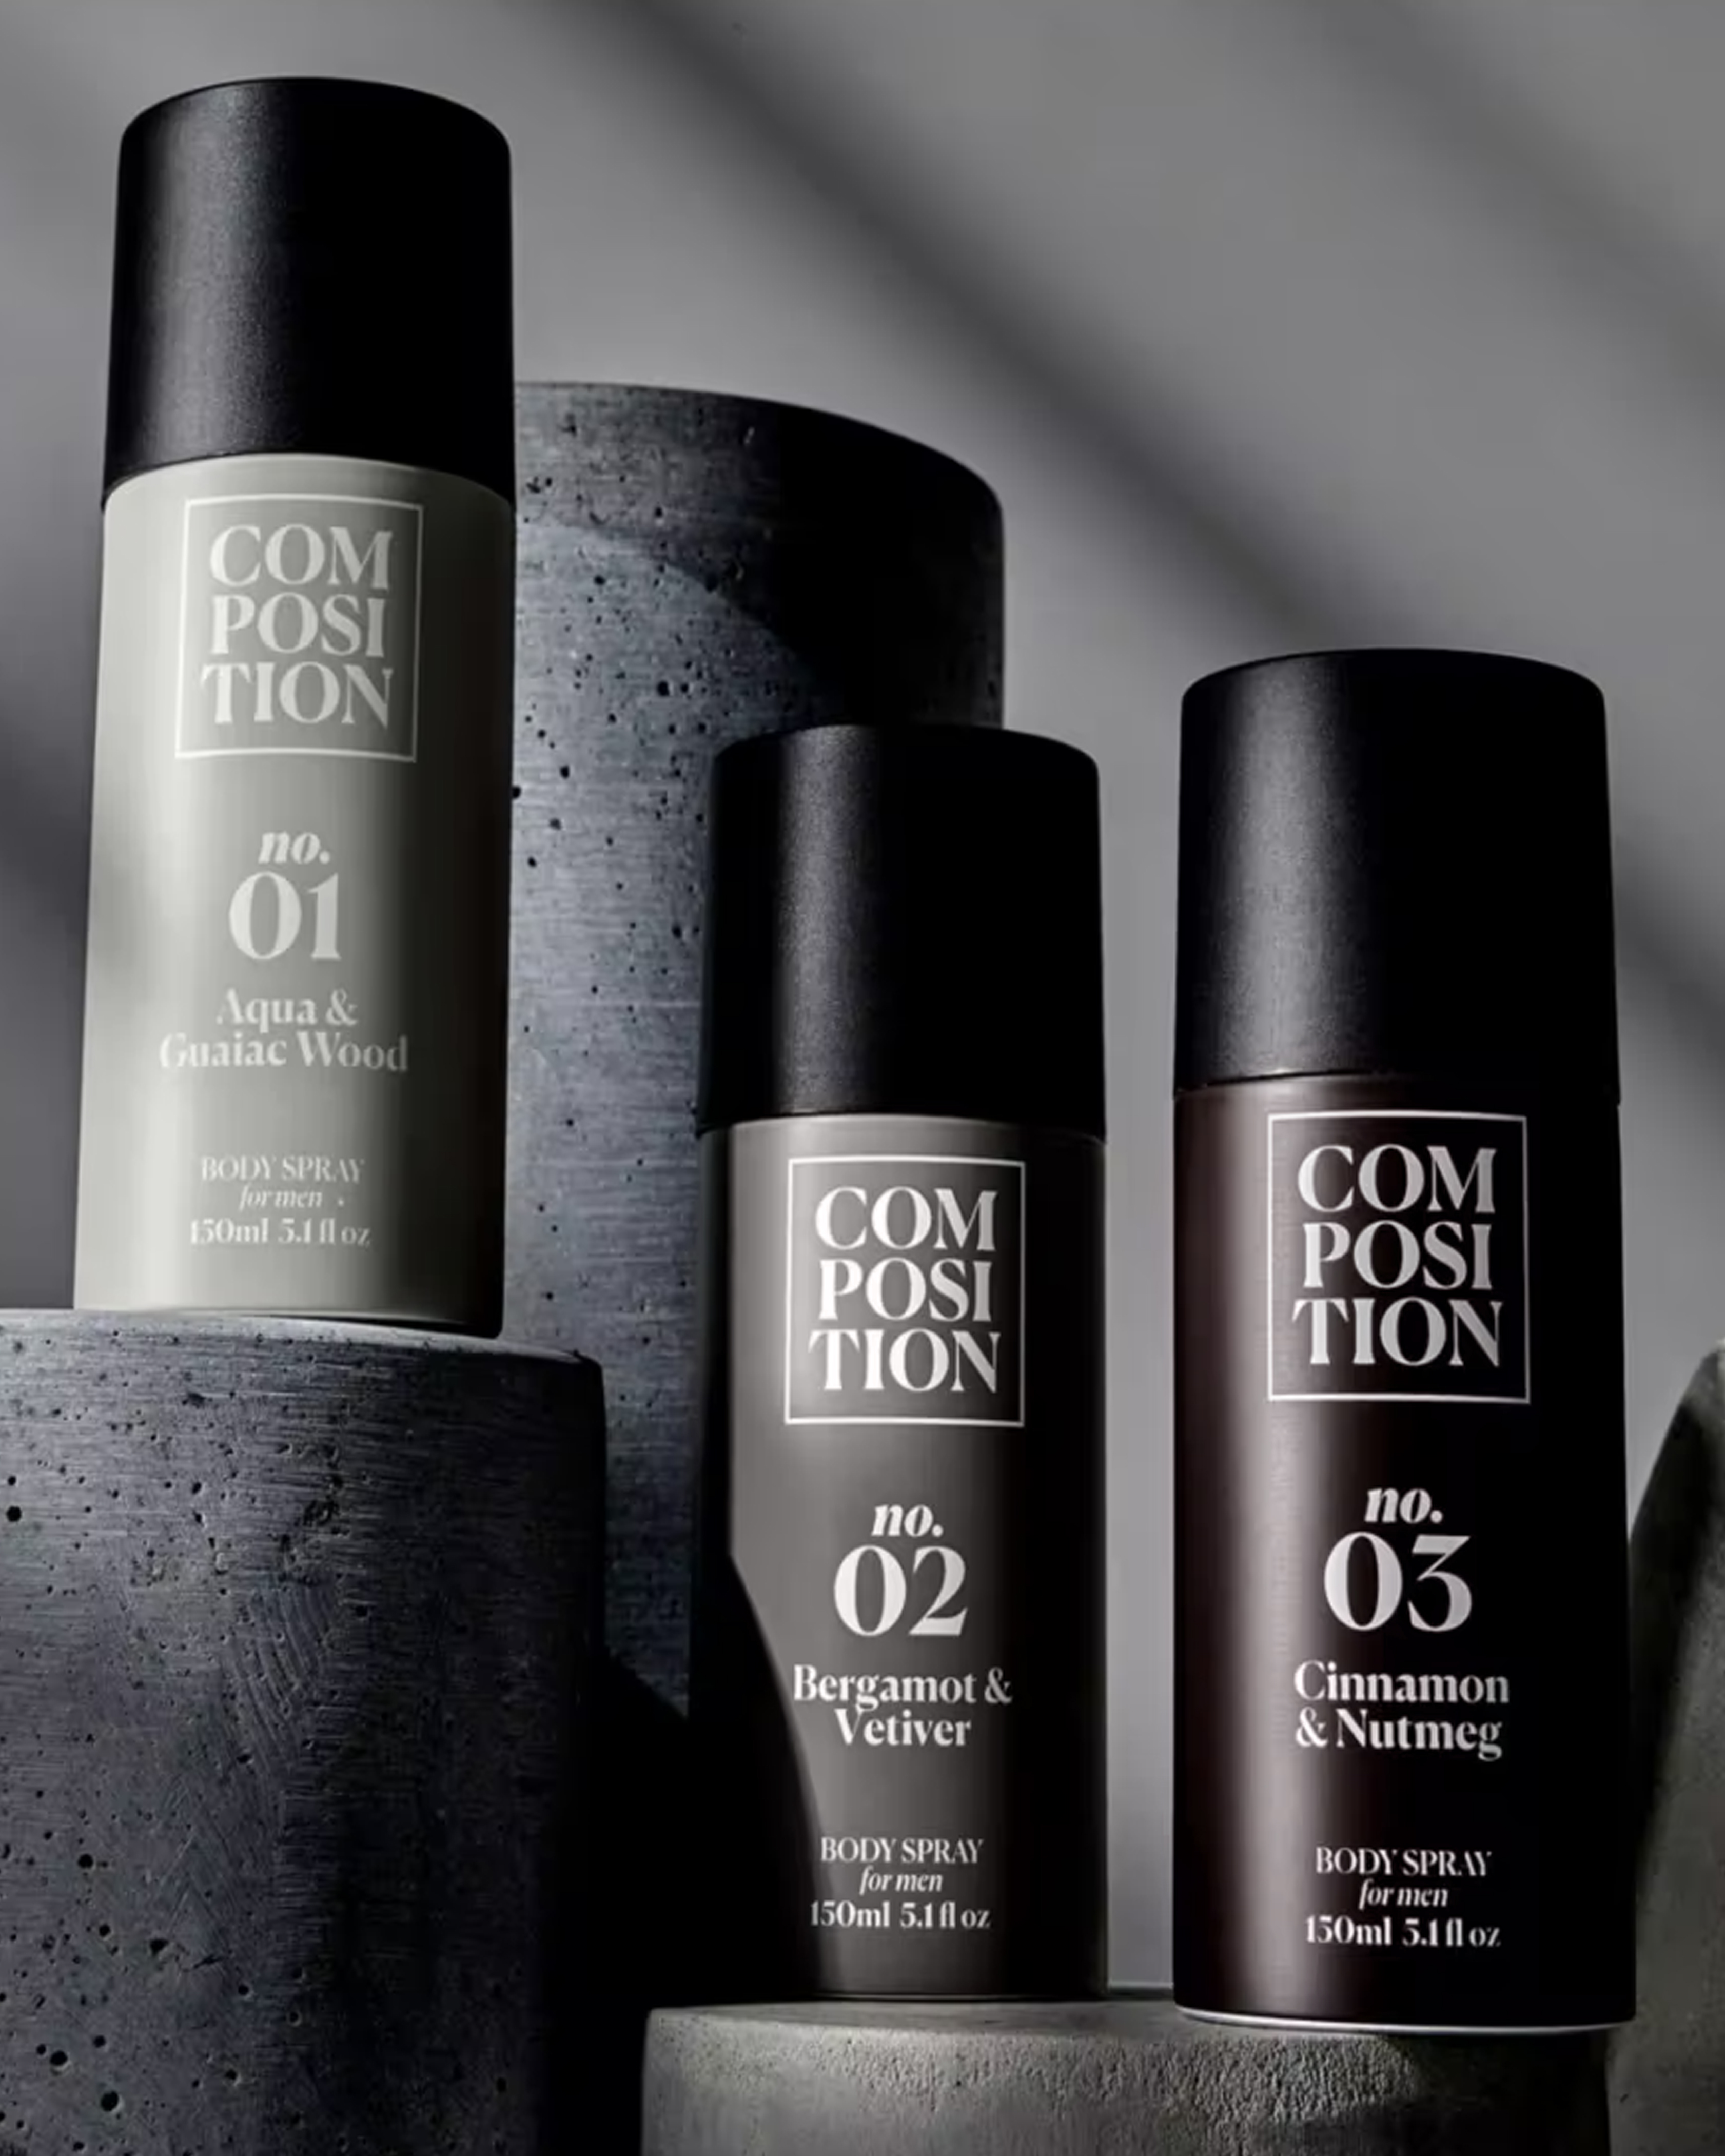 COM
POSI
TION
no.
01
Aqua &
Guaiac Wood
BODY SPRAY
for men
150ml 5.1 fl oz
COM
POSI
TION
no.
02
Bergamot &
Vetiver
BODY SPRAY
for men
150ml 5.1 fl oz
COM
POSI
TION
no.
03
Cinnamon
& Nutmeg
BODY SPRAY
for men
150ml 5.1 fl oz